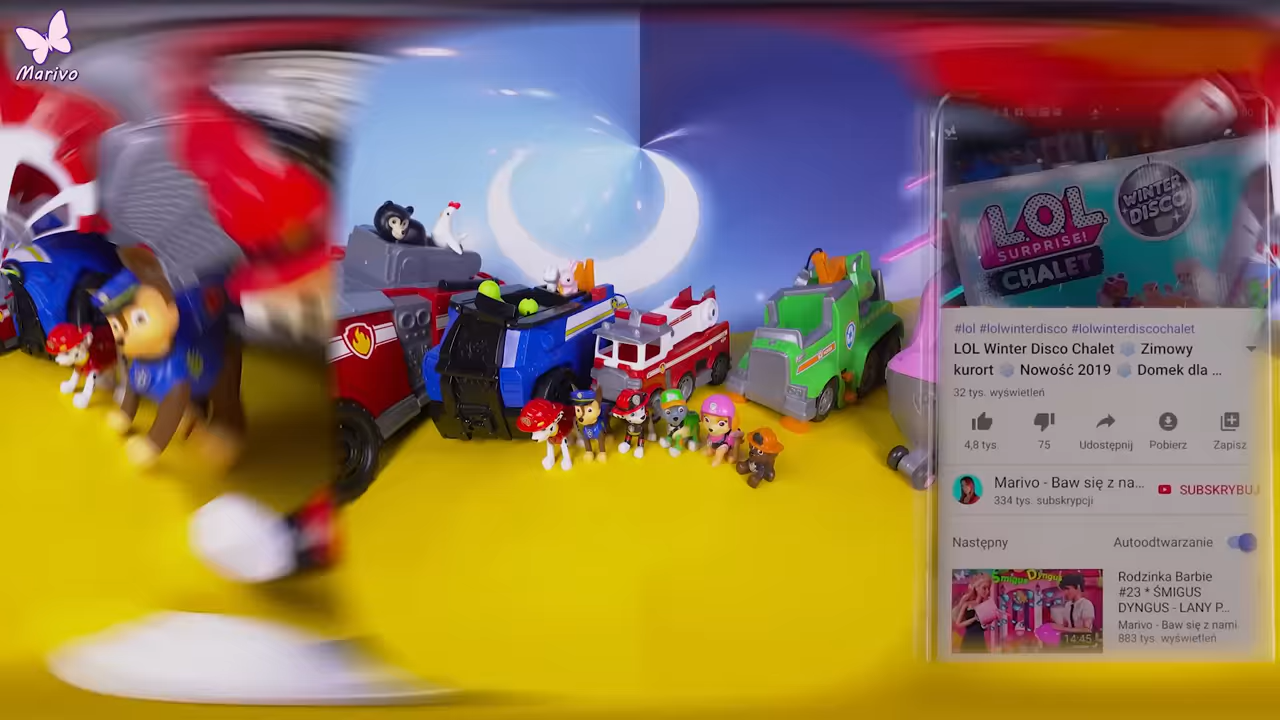 Marivo
L.O.L.
SURPRISE!
CHALET
WINTER
DISCO
#lol #lolwinterdisco #lolwinterdiscochalet
LOL Winter Disco Chalet ❄️ Zimowy
kurort ❄️ Nowość 2019 ❄️ Domek dla ...
32 tys. wyświetleń
4,8 tys.
75
Udostępnij
Pobierz
Zapisz
Marivo - Baw się z na...
334 tys. subskrypcji
SUBSKRYBUJ
Następny
Autoodtwarzanie
Śmigus Dyngus
14:45
Rodzinka Barbie
#23 * ŚMIGUS
DYNGUS - LANY P...
Marivo - Baw się z nami
883 tys. wyświetleń